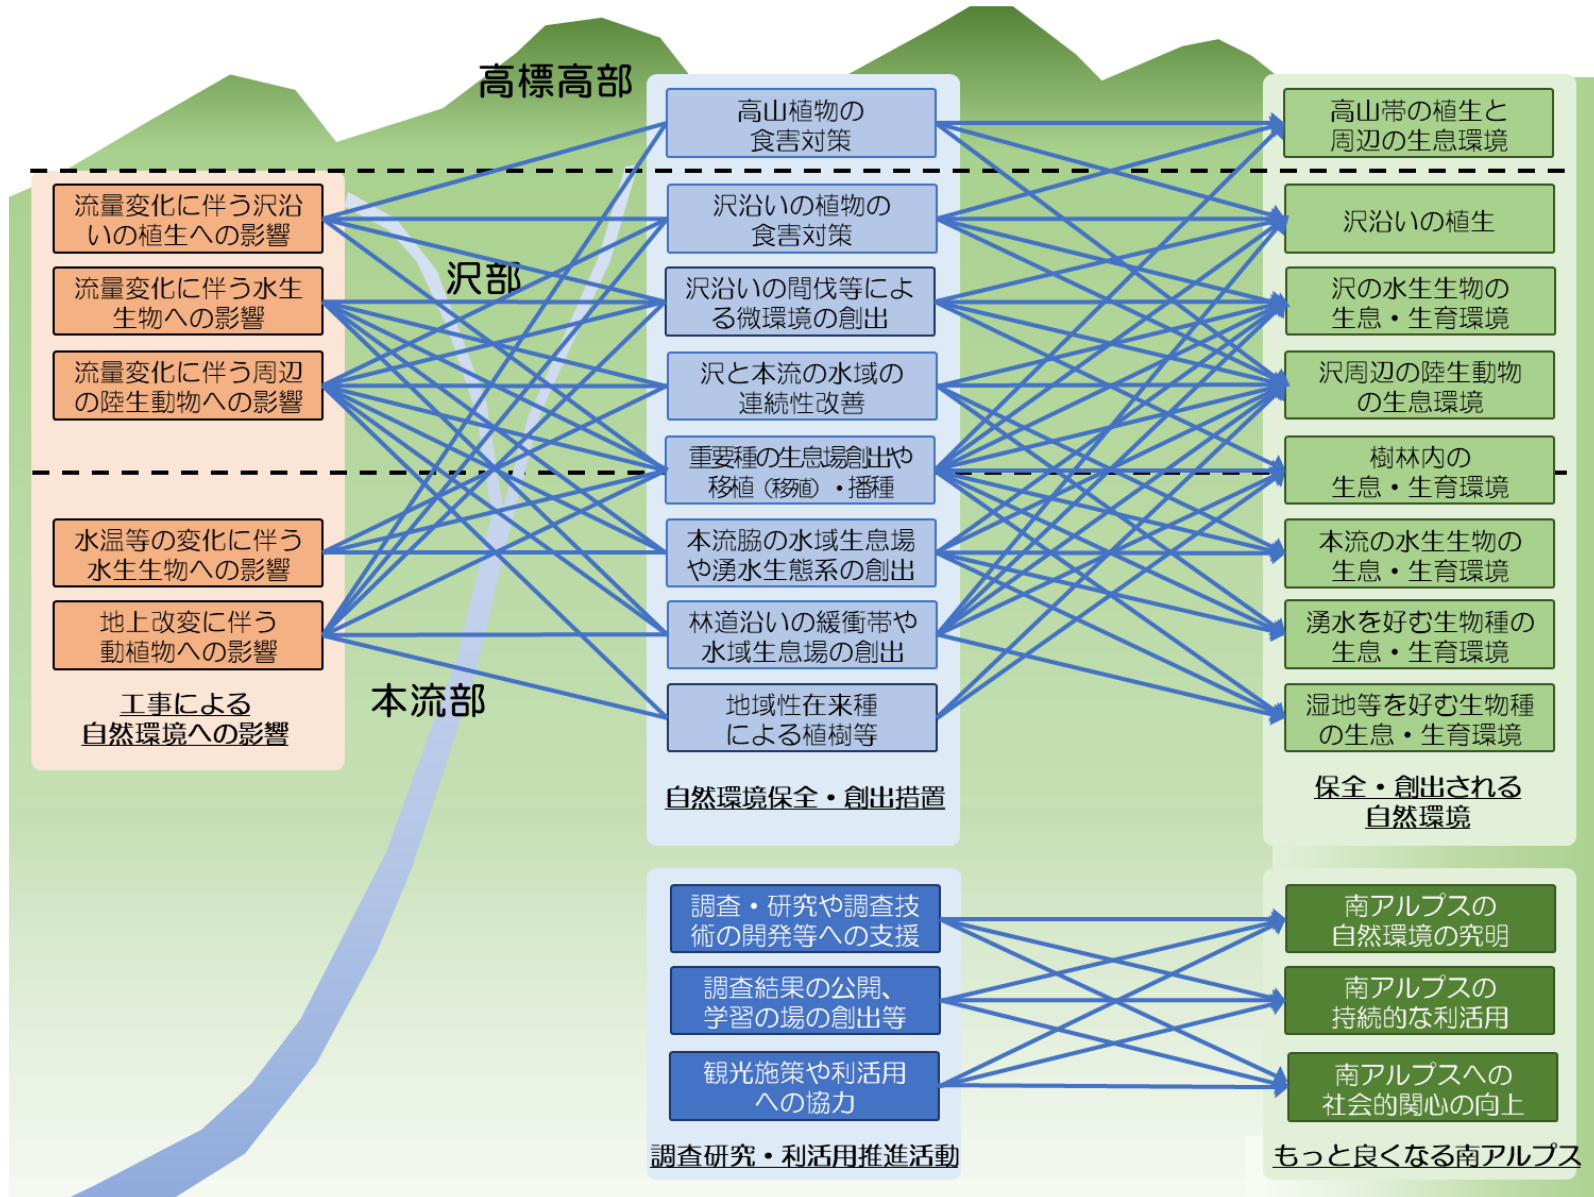 高標高部
沢部
本流部
流量変化に伴う沢沿
いの植生への影響
流量変化に伴う水生
生物への影響
流量変化に伴う周辺
の陸生動物への影響
水温等の変化に伴う
水生生物への影響
地上改変に伴う
動植物への影響
工事による
自然環境への影響
高山植物の
食害対策
沢沿いの植物の
食害対策
沢沿いの間伐等によ
る微環境の創出
沢と本流の水域の
連続性改善
重要種の生息場創出や
移植（移殖）・播種
本流脇の水域生息場
や湧水生態系の創出
林道沿いの緩衝帯や
水域生息場の創出
地域性在来種
による植樹等
自然環境保全・創出措置
高山帯の植生と
周辺の生息環境
沢沿いの植生
沢の水生生物の
生息・生育環境
沢周辺の陸生動物
の生息環境
樹林内の
生息・生育環境
本流の水生生物の
生息・生育環境
湧水を好む生物種の
生息・生育環境
湿地等を好む生物種
の生息・生育環境
保全・創出される
自然環境
調査・研究や調査技
術の開発等への支援
調査結果の公開、
学習の場の創出等
観光施策や利活用
への協力
調査研究・利活用推進活動
南アルプスの
自然環境の究明
南アルプスの
持続的な利活用
南アルプスへの
社会的関心の向上
もっと良くなる南アルプス